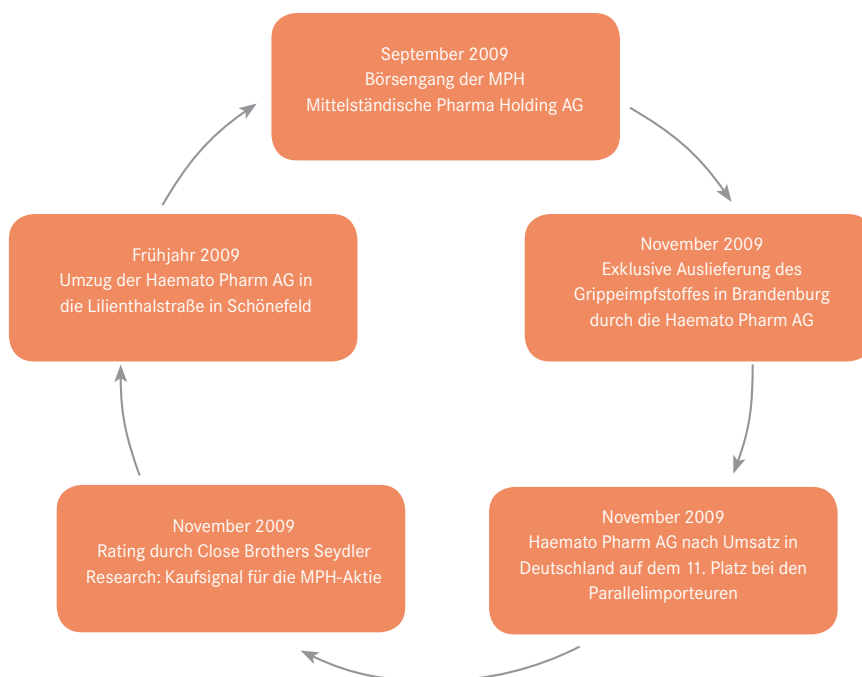 September 2009
Börsengang der MPH
Mittelständische Pharma Holding AG
Frühjahr 2009
Umzug der Haemato Pharm AG in
die Lilienthalstraße in Schönefeld
November 2009
Exklusive Auslieferung des
Grippeimpfstoffes in Brandenburg
durch die Haemato Pharm AG
November 2009
Rating durch Close Brothers Seydler
Research: Kaufsignal für die MPH-Aktie
November 2009
Haemato Pharm AG nach Umsatz in
Deutschland auf dem 11. Platz bei den
Parallelimporteuren